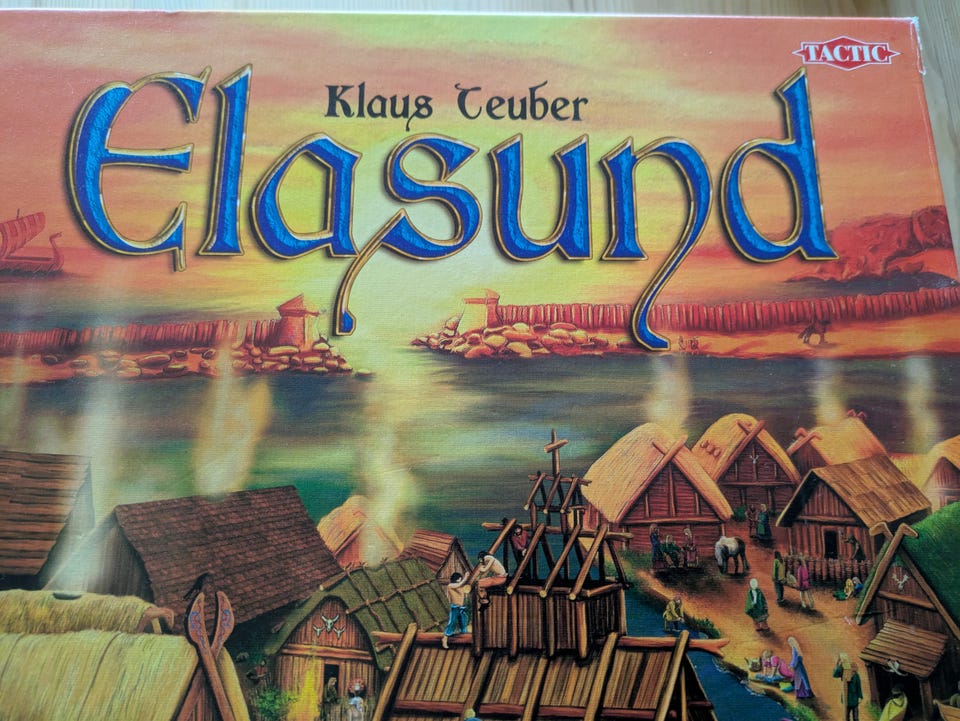 TACTIC
Klaus Teuber
Elasund